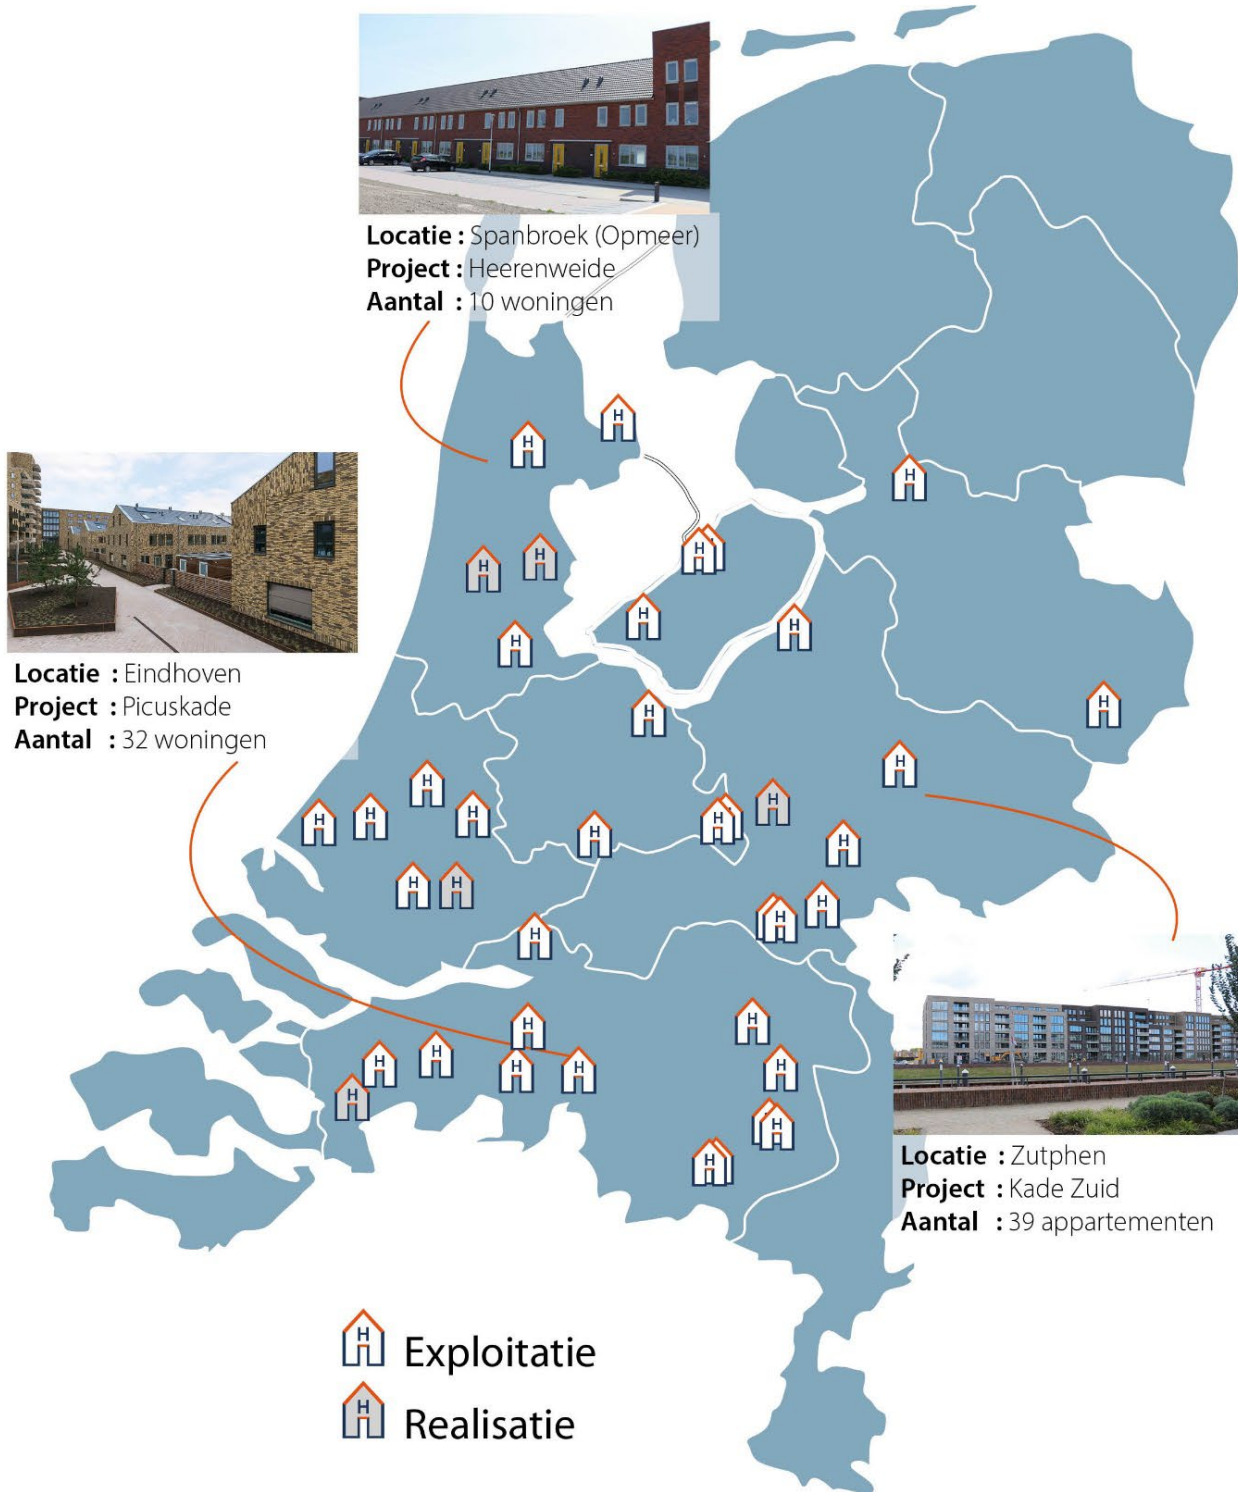 Locatie : Spanbroek (Opmeer)
Project : Heerenweide
Aantal : 10 woningen
Locatie : Eindhoven
Project : Picuskade
Aantal : 32 woningen
Locatie : Zutphen
Project : Kade Zuid
Aantal : 39 appartementen
H Exploitatie
H Realisatie